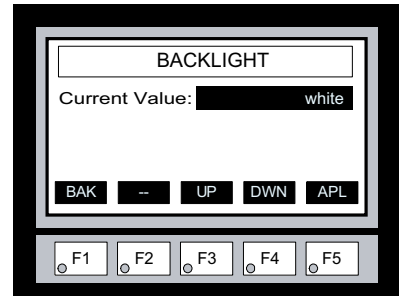 BACKLIGHT
Current Value: white
BAK -- UP DWN APL
F1 F2 F3 F4 F5